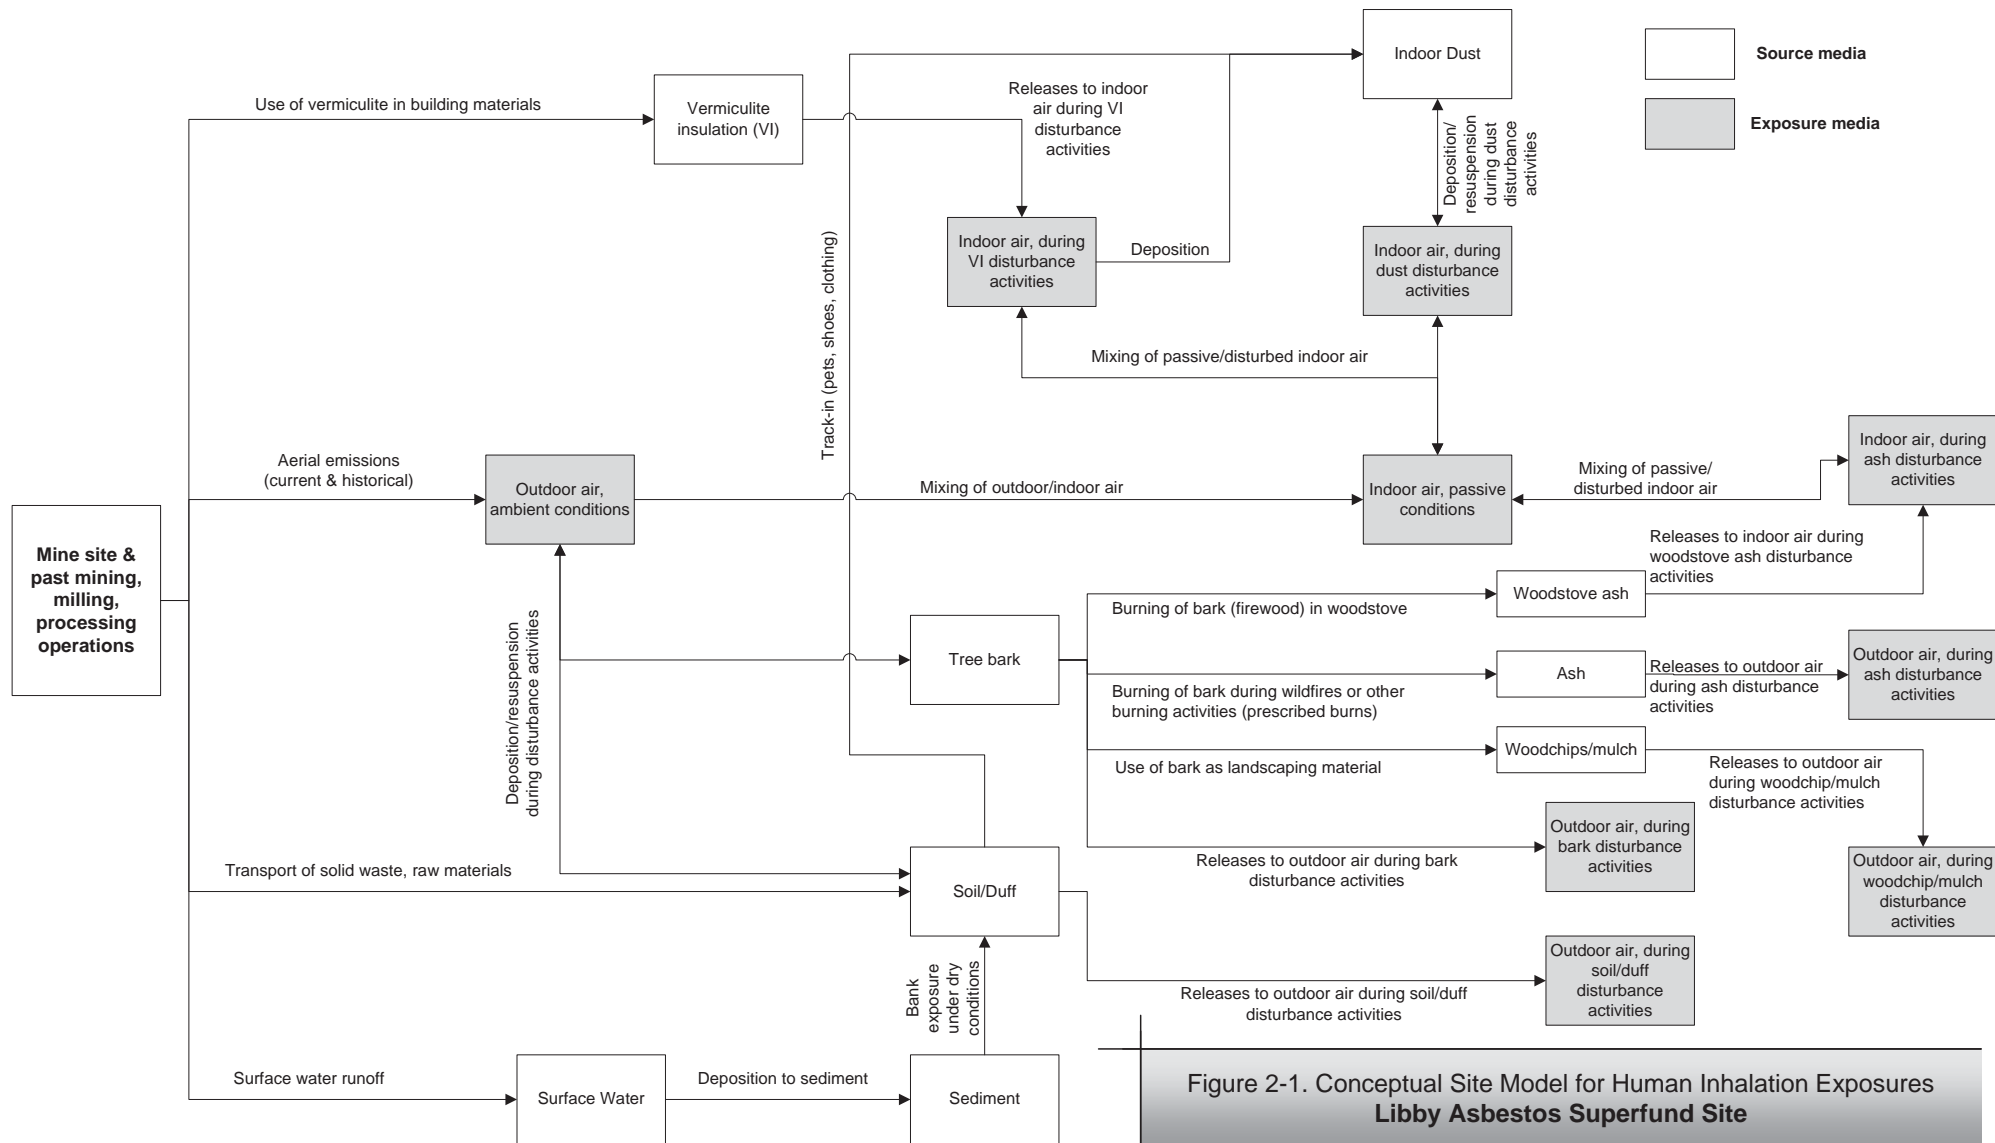 Indoor Dust
Source media
Exposure media
Use of vermiculite in building materials
Vermiculite
insulation (VI)
Releases to indoor
air during VI
disturbance
activities
Deposition/
resuspension
during dust
disturbance
activities
Track-in (pets, shoes, clothing)
Indoor air, during
VI disturbance
activities
Deposition
Indoor air, during
dust disturbance
activities
Mixing of passive/disturbed indoor air
Aerial emissions
(current & historical)
Outdoor air,
ambient conditions
Mixing of outdoor/indoor air
Indoor air, passive
conditions
Mixing of passive/
disturbed indoor air
Indoor air, during
ash disturbance
activities
Mine site &
past mining,
milling,
processing
operations
Releases to indoor air during
woodstove ash disturbance
activities
Burning of bark (firewood) in woodstove
Woodstove ash
Deposition/resuspension
during disturbance activities
Tree bark
Burning of bark during wildfires or other
burning activities (prescribed burns)
Ash
Releases to outdoor air
during ash disturbance
activities
Outdoor air, during
ash disturbance
activities
Use of bark as landscaping material
Woodchips/mulch
Releases to outdoor air
during woodchip/mulch
disturbance activities
Outdoor air, during
bark disturbance
activities
Releases to outdoor air during bark
disturbance activities
Outdoor air, during
woodchip/mulch
disturbance
activities
Transport of solid waste, raw materials
Soil/Duff
Releases to outdoor air during soil/duff
disturbance activities
Outdoor air, during
soil/duff
disturbance
activities
Bank
exposure
under dry
conditions
Surface water runoff
Surface Water
Deposition to sediment
Sediment
Figure 2-1. Conceptual Site Model for Human Inhalation Exposures
Libby Asbestos Superfund Site